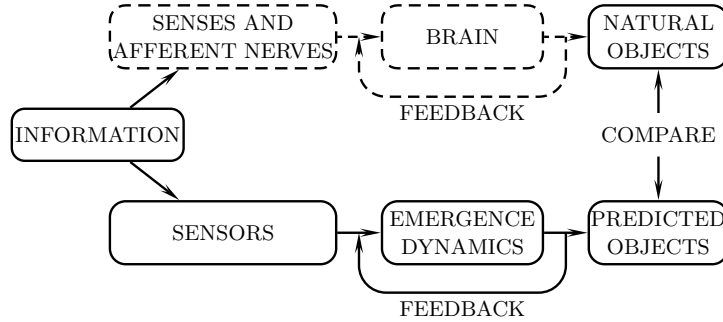 SENSES AND
AFFERENT NERVES
BRAIN
NATURAL
OBJECTS
FEEDBACK
INFORMATION
COMPARE
SENSORS
EMERGENCE
DYNAMICS
PREDICTED
OBJECTS
FEEDBACK